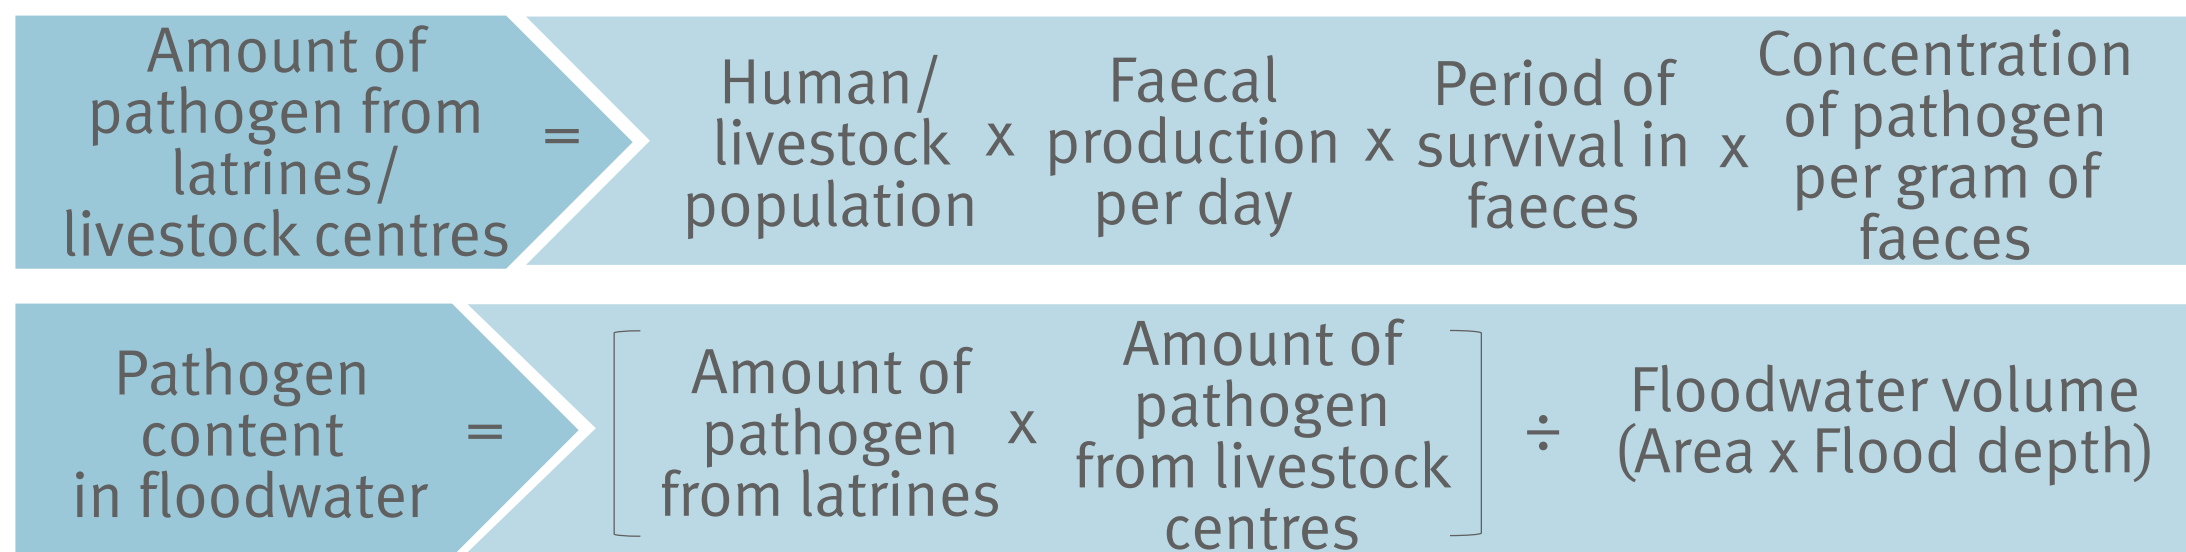 Amount of
pathogen from
latrines/
livestock centres
=
Human/
livestock
population
x
Faecal
production
per day
x
Period of
survival in
faeces
x
Concentration
of pathogen
per gram of
faeces
Pathogen
content
in floodwater
=
[
Amount of
pathogen
from latrines
x
Amount of
pathogen
from livestock
centres
]
÷
Floodwater volume
(Area x Flood depth)